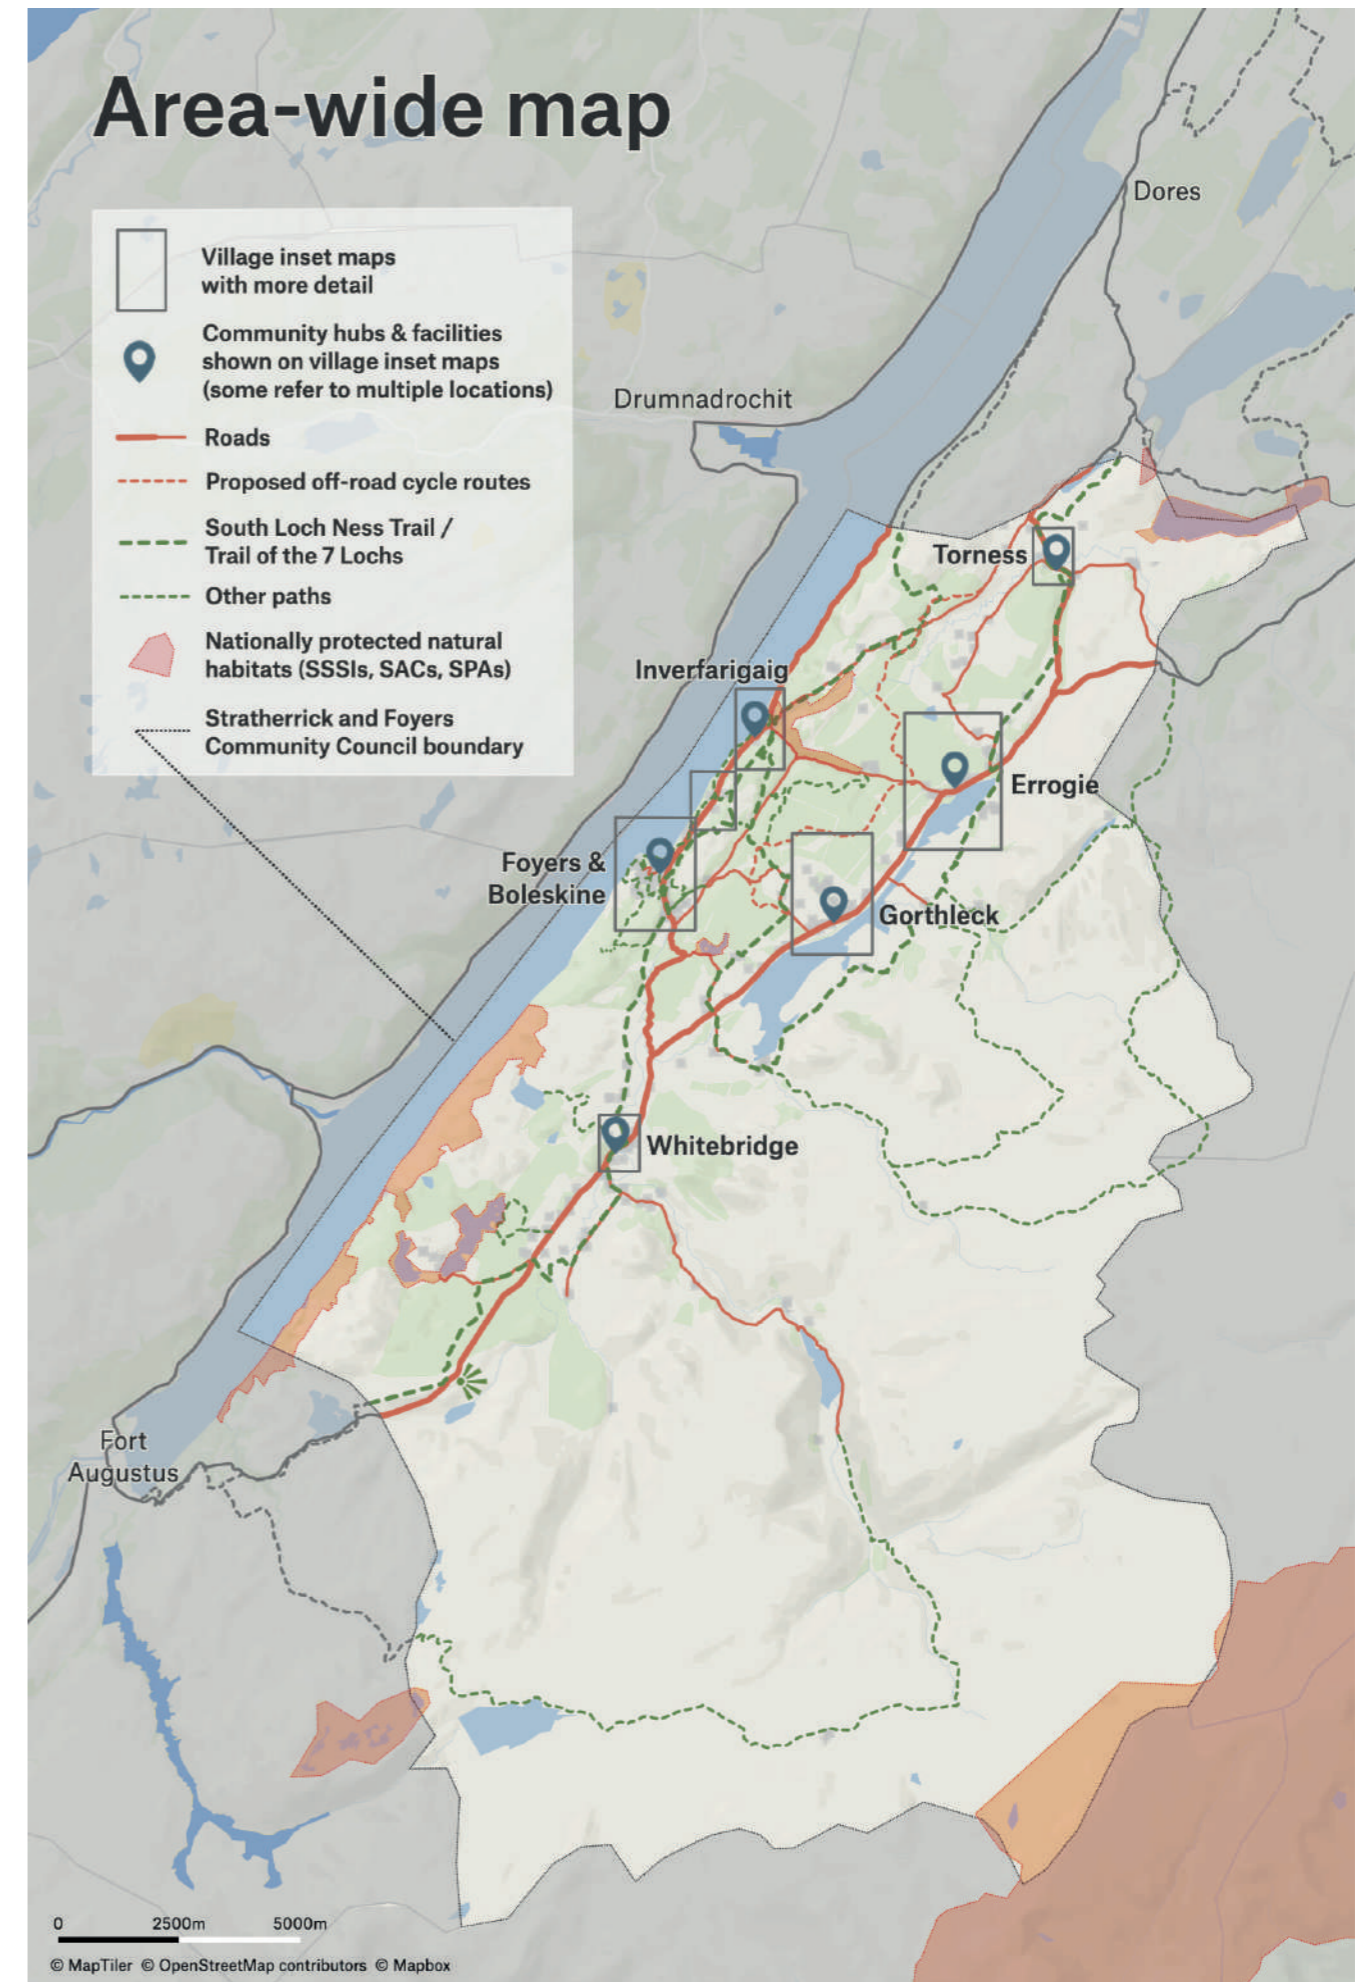 Area-wide map
Village inset maps
with more detail
Community hubs & facilities
shown on village inset maps
(some refer to multiple locations)
Roads
Proposed off-road cycle routes
South Loch Ness Trail /
Trail of the 7 Lochs
Other paths
Nationally protected natural
habitats (SSSIs, SACs, SPAs)
Stratherrick and Foyers
Community Council boundary
Dores
Drumnadrochit
Torness
Inverfarigaig
Errogie
Foyers &
Boleskine
Gorthleck
Whitebridge
Fort
Augustus
0 2500m 5000m
© MapTiler © OpenStreetMap contributors © Mapbox